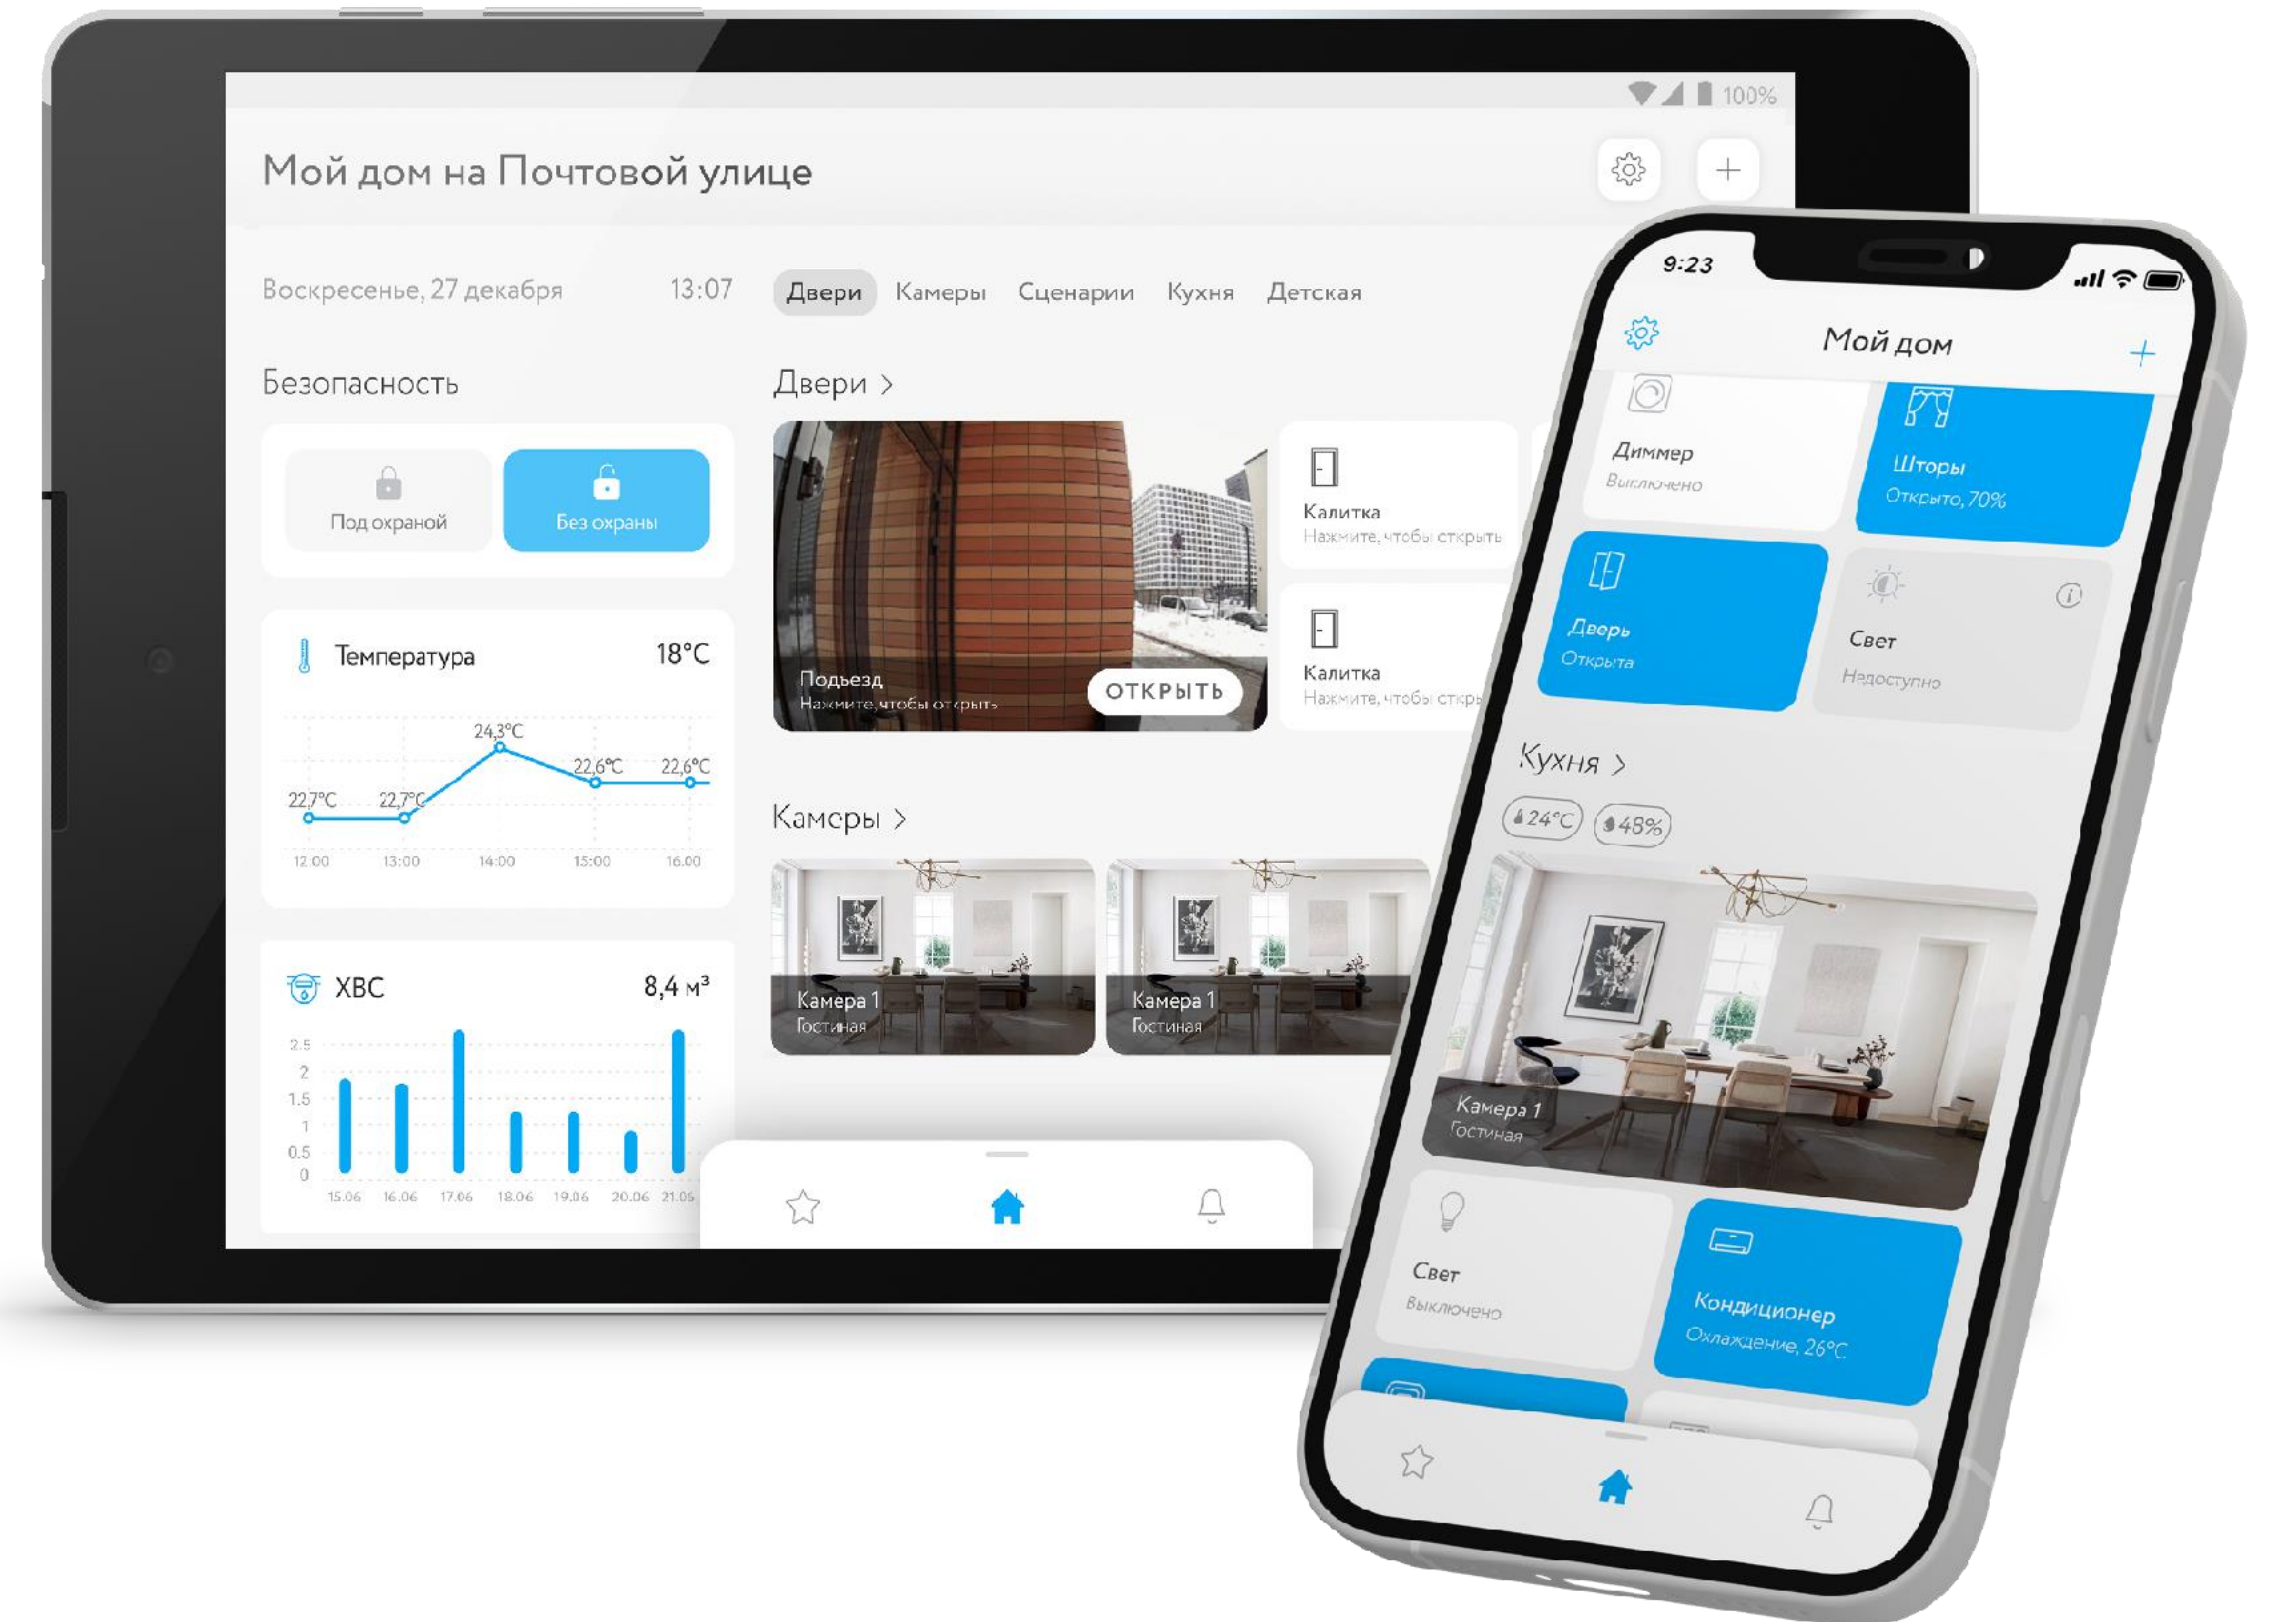 100%
Мой дом на Почтовой улице
Воскресенье, 27 декабря
13:07
Двери
Камеры
Сценарии
Кухня
Детская
Безопасность
Под охраной
Без охраны
Температура
18°C
24,3°C
22,6°C
22,6°C
22,7°C
22,7°C
12:00
13:00
14:00
15:00
16:00
ХВС
8,4 м³
2.5
2
1.5
1
0.5
0
15.06
16.06
17.06
18.06
19.06
20.06
21.06
Двери >
Подъезд
Нажмите, чтобы открыть
ОТКРЫТЬ
Калитка
Нажмите, чтобы открыть
Калитка
Нажмите, чтобы откры
Камеры >
Камера 1
Гостиная
Камера 1
Гостиная
9:23
Мой дом
Диммер
Выключено
Шторы
Открыто, 70%
Дверь
Открыта
Свет
Недоступно
Кухня >
24°C
48%
Камера 1
Гостиная
Свет
Выключено
Кондиционер
Охлаждение, 26°C